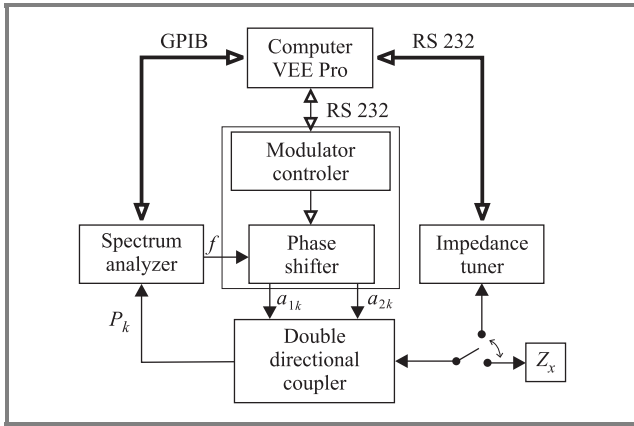 GPIB
Computer
VEE Pro
RS 232
RS 232
Modulator
controler
Spectrum
analyzer
f
Phase
shifter
Impedance
tuner
a1k
a2k
Pk
Double
directional
coupler
Zx